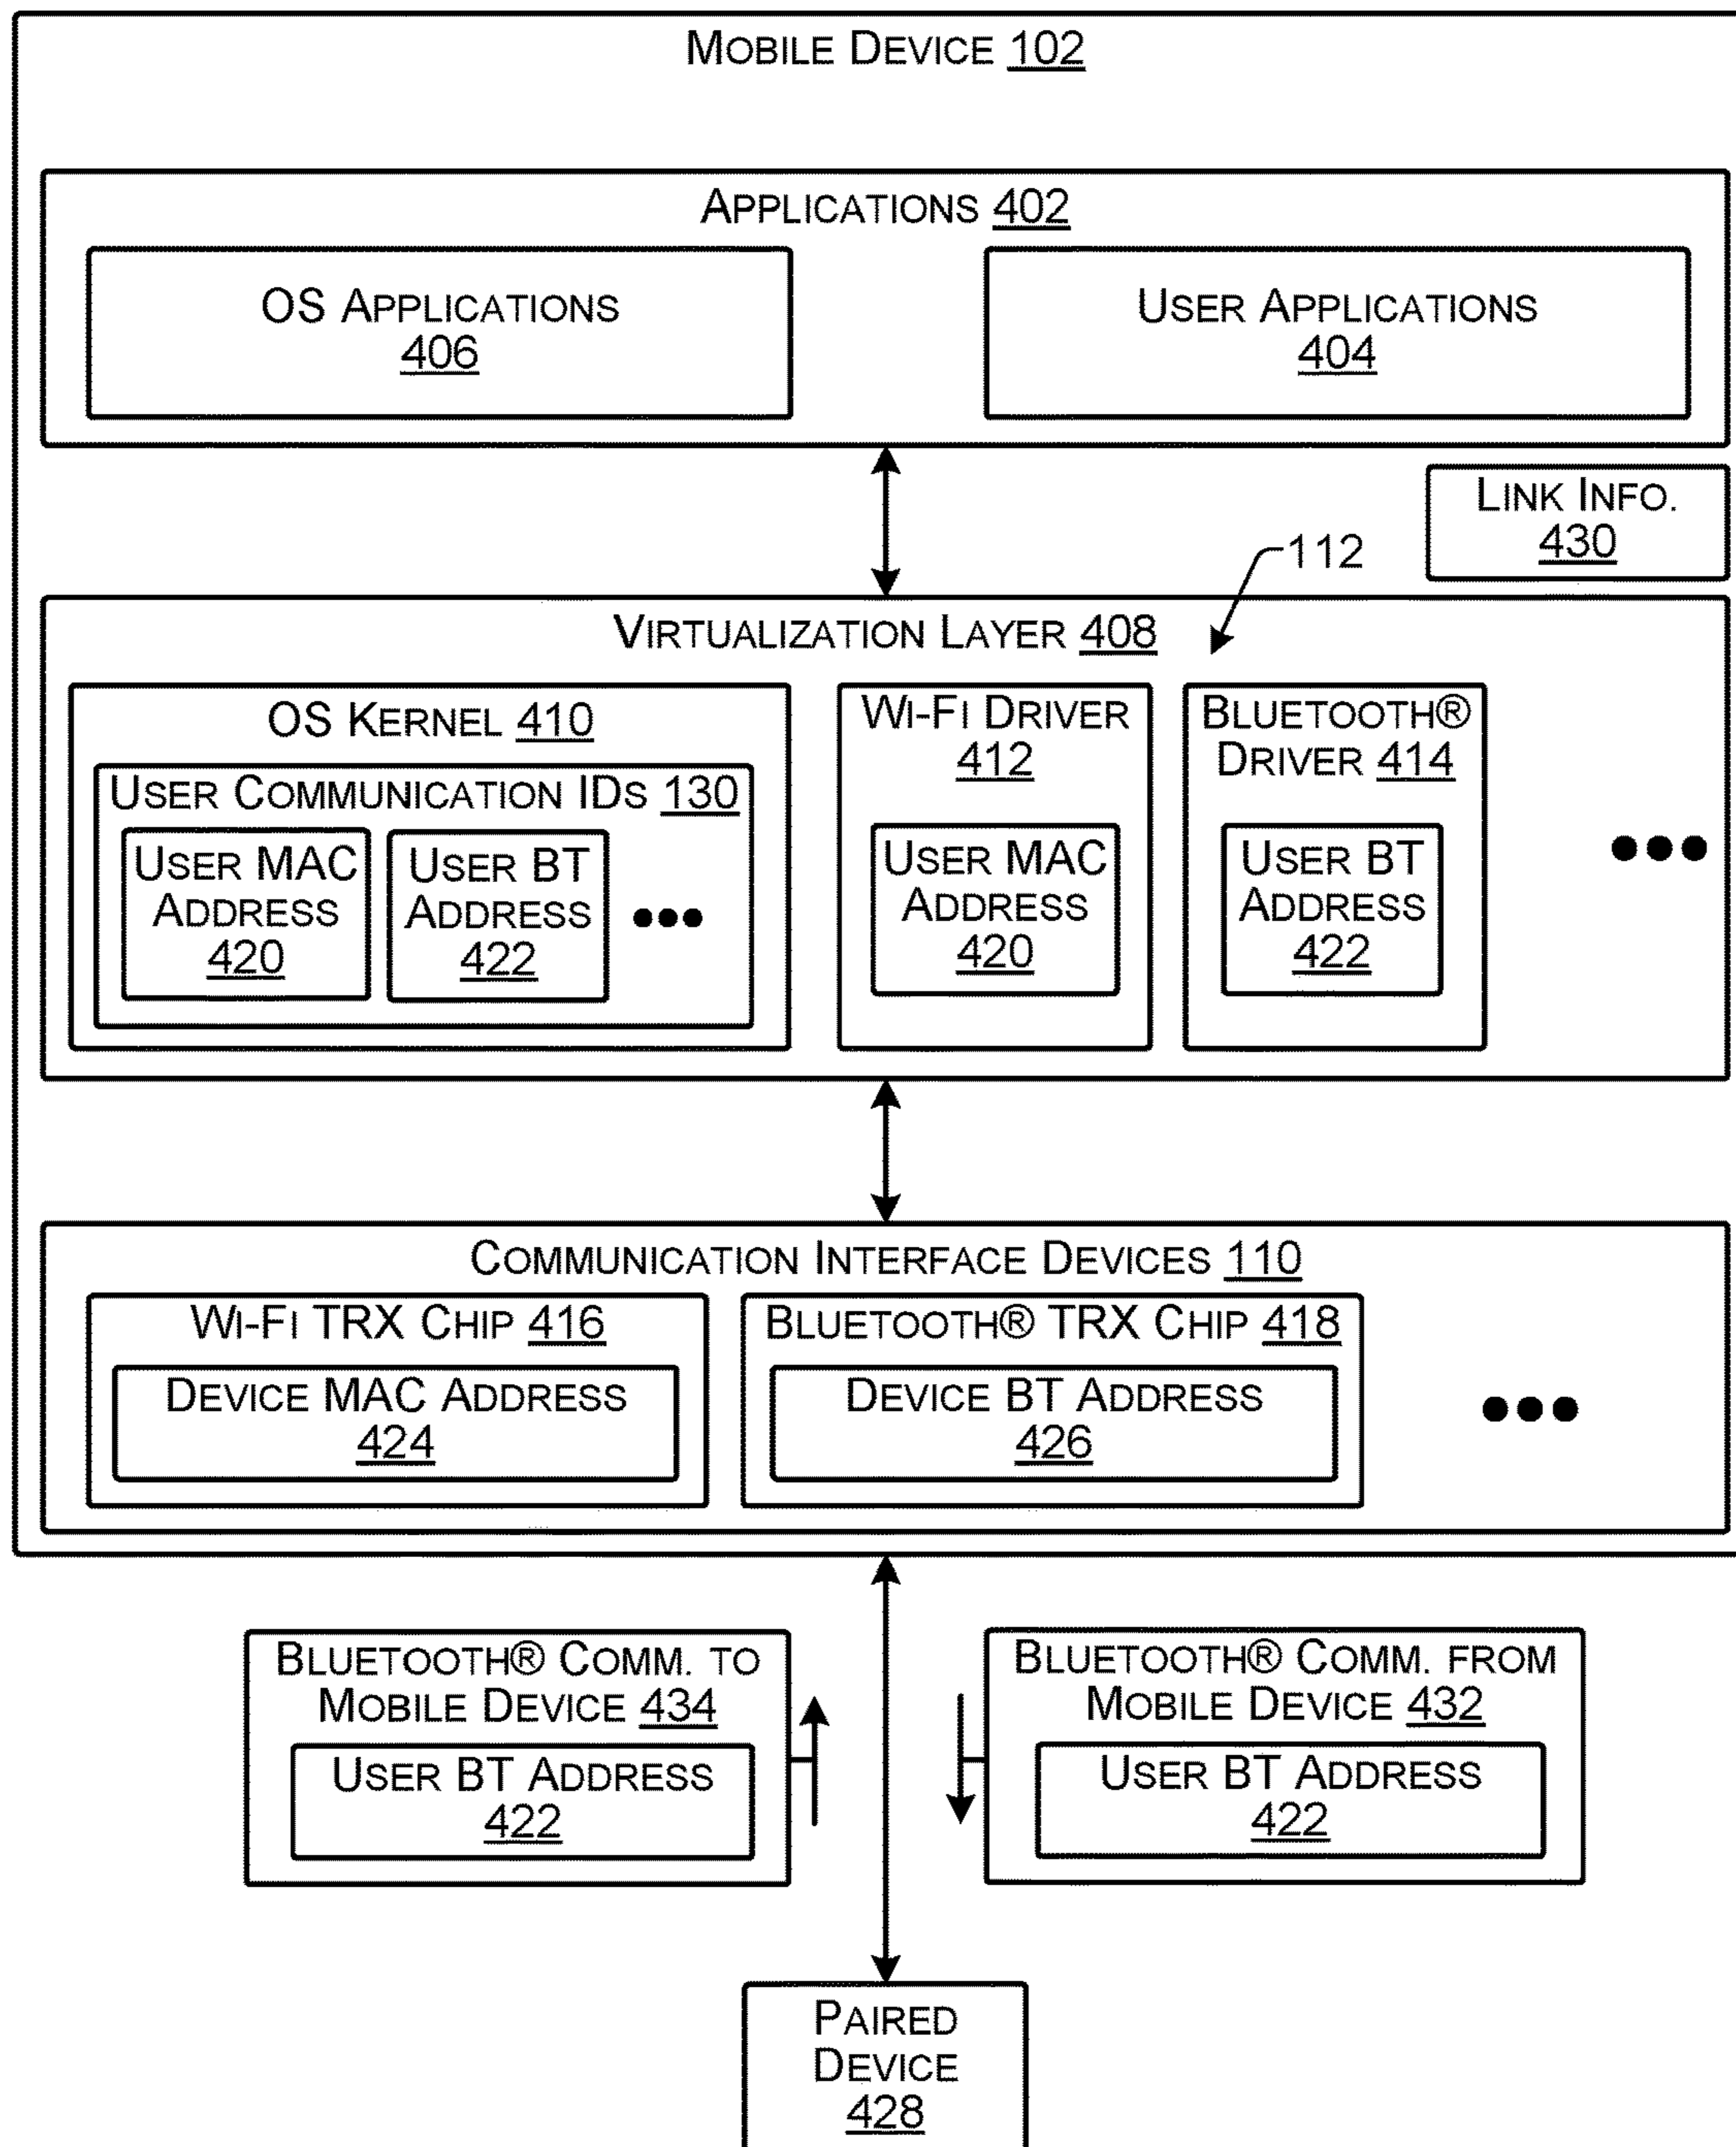 MOBILE DEVICE 102
APPLICATIONS 402
OS APPLICATIONS
406
USER APPLICATIONS
404
LINK INFO.
430
112
VIRTUALIZATION LAYER 408
OS KERNEL 410
USER COMMUNICATION IDS 130
USER MAC
ADDRESS
420
USER BT
ADDRESS
422
WI-FI DRIVER
412
USER MAC
ADDRESS
420
BLUETOOTH®
DRIVER 414
USER BT
ADDRESS
422
COMMUNICATION INTERFACE DEVICES 110
WI-FI TRX CHIP 416
DEVICE MAC ADDRESS
424
BLUETOOTH® TRX CHIP 418
DEVICE BT ADDRESS
426
BLUETOOTH® COMM. TO
MOBILE DEVICE 434
USER BT ADDRESS
422
BLUETOOTH® COMM. FROM
MOBILE DEVICE 432
USER BT ADDRESS
422
PAIRED
DEVICE
428